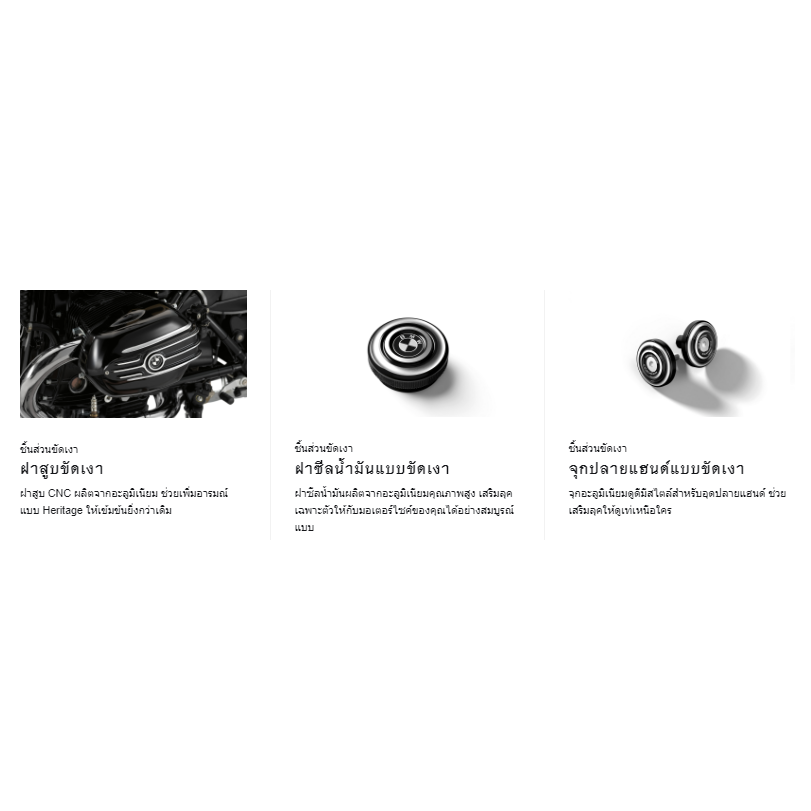 ชิ้นส่วนขัดเงา
ฝาสูบขัดเงา
ฝาสูบ CNC ผลิตจากอะลูมิเนียม ช่วยเพิ่มอารมณ์
แบบ Heritage ให้เข้มข้นยิ่งกว่าเดิม
ชิ้นส่วนขัดเงา
ฝาซีลน้ำมันแบบขัดเงา
ฝาซีลน้ำมันผลิตจากอะลูมิเนียมคุณภาพสูง เสริมลุค
เฉพาะตัวให้กับมอเตอร์ไซค์ของคุณได้อย่างสมบูรณ์
แบบ
ชิ้นส่วนขัดเงา
จุกปลายแฮนด์แบบขัดเงา
จุกอะลูมิเนียมดูดีมีสไตล์สำหรับอุดปลายแฮนด์ ช่วย
เสริมลุคให้ดูเท่เหนือใคร